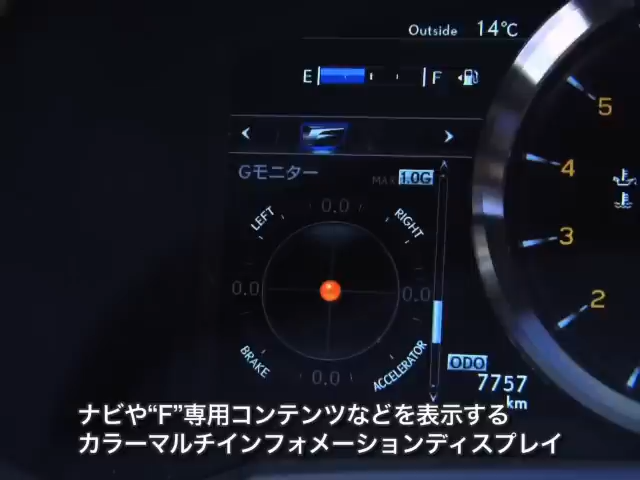 Outside 14℃
E F
Gモニター
MAX 1.0G
0.0
LEFT RIGHT
0.0 0.0
BRAKE ACCELERATOR
0.0
5
4
3
2
ODO
7757
km
ナビや“F”専用コンテンツなどを表示する
カラーマルチインフォメーションディスプレイ